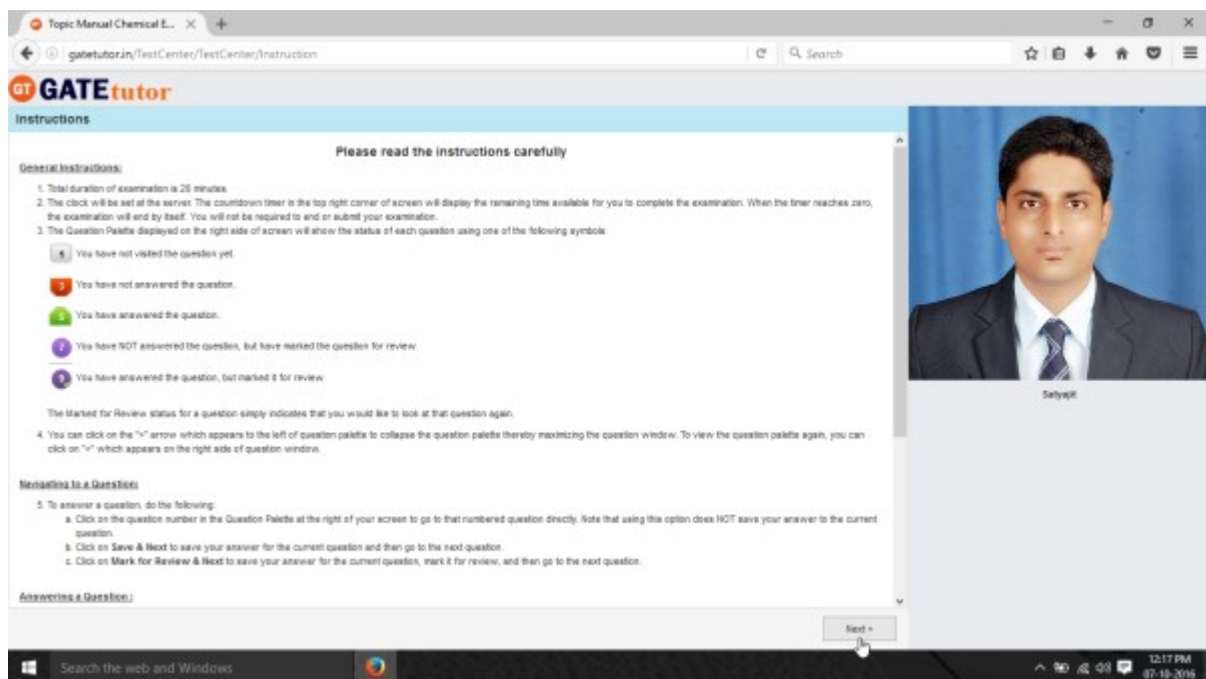 Topic Manual Chemical E...
gatetutor.in/TestCenter/TestCenter/Instruction
Search
GT GATEtutor
Instructions
Please read the instructions carefully
General Instructions:
1. Total duration of examination is 20 minutes.
2. The clock will be set at the server. The countdown timer in the top right corner of screen will display the remaining time available for you to complete the examination. When the timer reaches zero,
the examination will end by itself. You will not be required to end or submit your examination.
3. The Question Palette displayed on the right side of screen will show the status of each question using one of the following symbols:
You have not visited the question yet.
3 You have not answered the question.
5 You have answered the question.
7 You have NOT answered the question, but have marked the question for review.
9 You have answered the question, but marked it for review.
Satyajit
The Marked for Review status for a question simply indicates that you would like to look at that question again.
4. You can click on the ">" arrow which appears to the left of question palette to collapse the question palette thereby maximizing the question window. To view the question palette again, you can
click on "<" which appears on the right side of question window.
Navigating to a Question:
5. To answer a question, do the following:
a. Click on the question number in the Question Palette at the right of your screen to go to that numbered question directly. Note that using this option does NOT save your answer to the current
question.
b. Click on Save & Next to save your answer for the current question and then go to the next question.
c. Click on Mark for Review & Next to save your answer for the current question, mark it for review, and then go to the next question.
Answering a Question :
Next »
Search the web and Windows
12:17 PM
07-10-2016